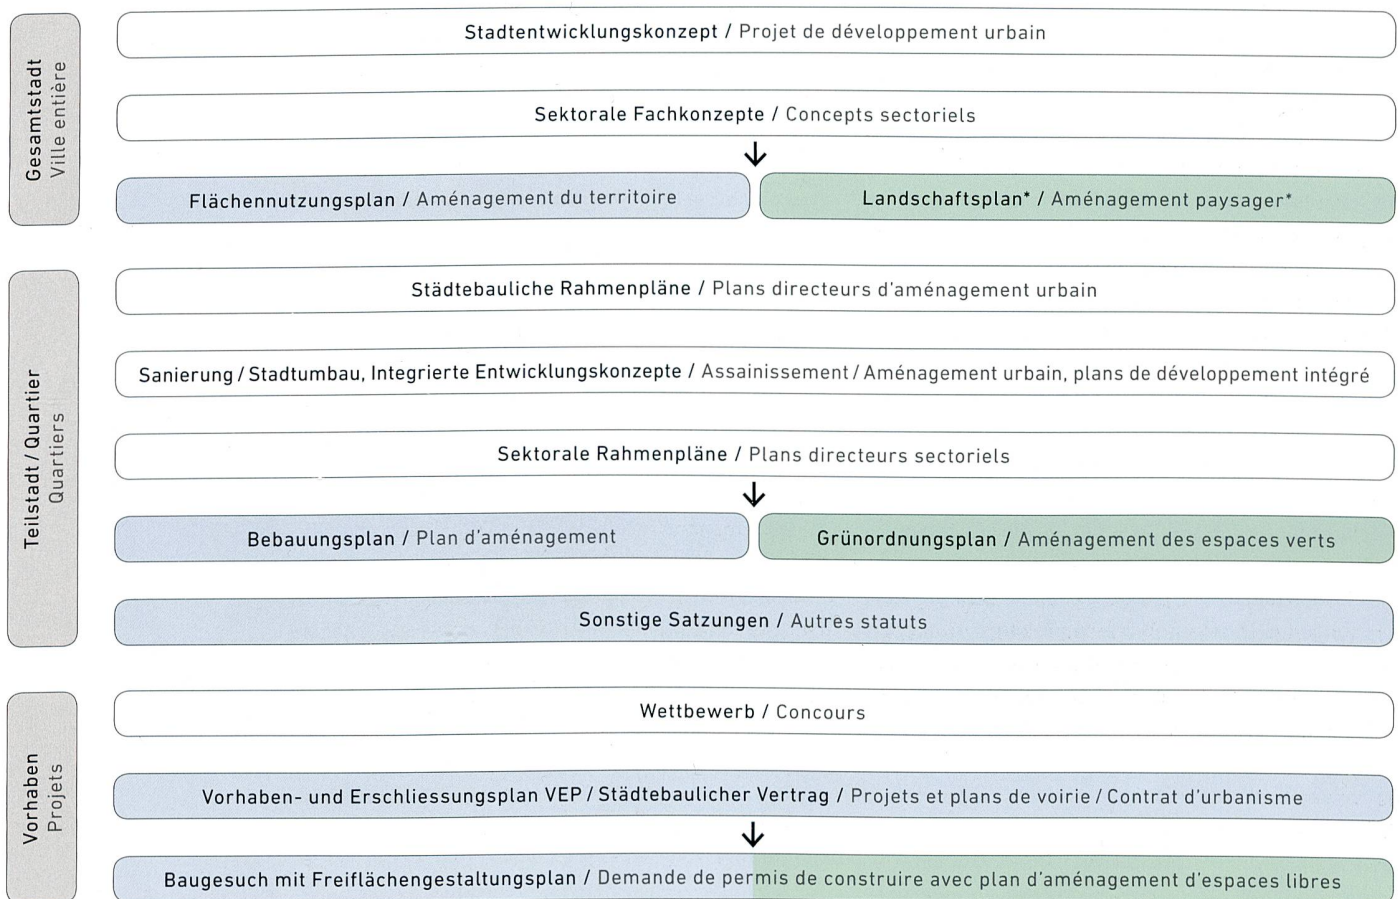 Gesamtstadt
Ville entière
Stadtentwicklungskonzept / Projet de développement urbain
Sektorale Fachkonzepte / Concepts sectoriels
Flächennutzungsplan / Aménagement du territoire
Landschaftsplan* / Aménagement paysager*
Teilstadt / Quartier
Quartiers
Städtebauliche Rahmenpläne / Plans directeurs d'aménagement urbain
Sanierung / Stadtumbau, Integrierte Entwicklungskonzepte / Assainissement / Aménagement urbain, plans de développement intégré
Sektorale Rahmenpläne / Plans directeurs sectoriels
Bebauungsplan / Plan d'aménagement
Grünordnungsplan / Aménagement des espaces verts
Sonstige Satzungen / Autres statuts
Vorhaben
Projets
Wettbewerb / Concours
Vorhaben- und Erschliessungsplan VEP / Städtebaulicher Vertrag / Projets et plans de voirie / Contrat d'urbanisme
Baugesuch mit Freiflächengestaltungsplan / Demande de permis de construire avec plan d'aménagement d'espaces libres